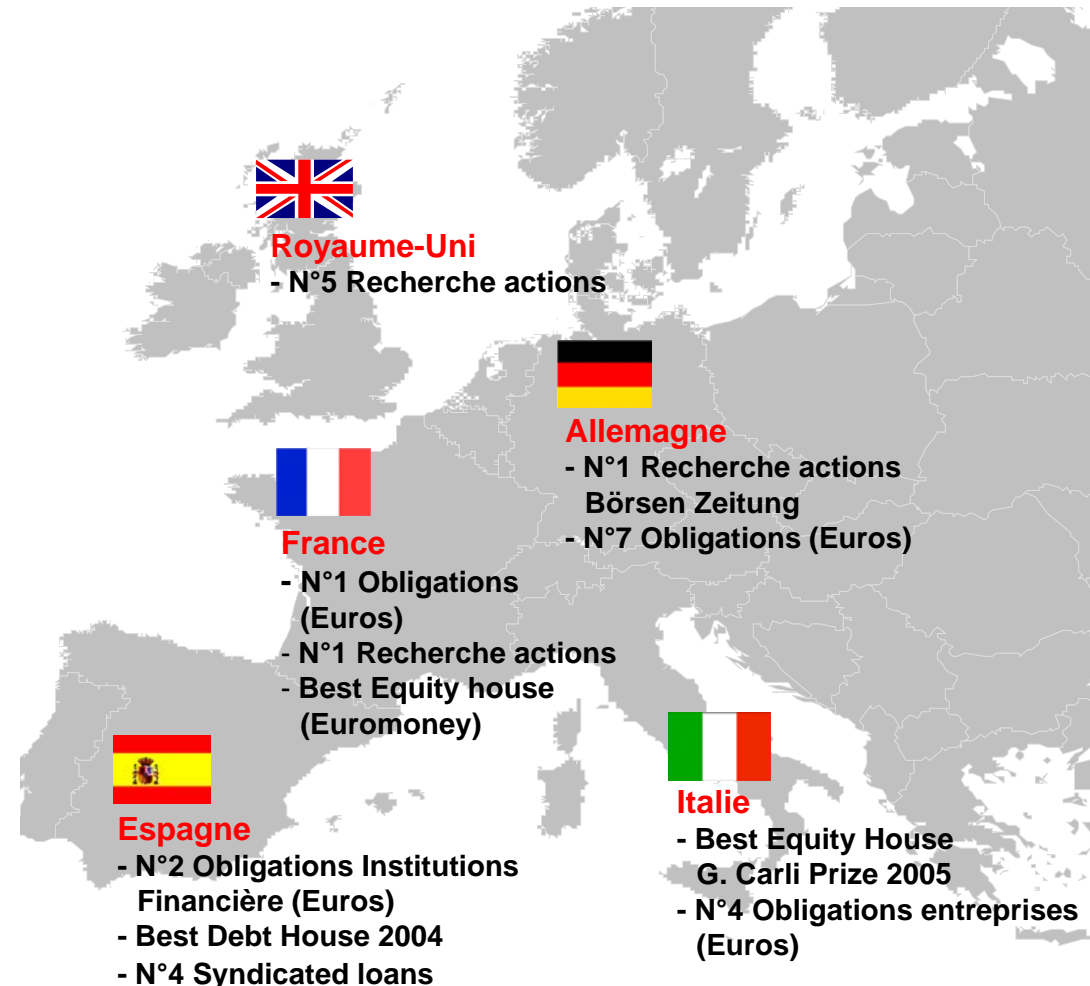 Royaume-Uni
- N°5 Recherche actions
Allemagne
- N°1 Recherche actions
Börsen Zeitung
- N°7 Obligations (Euros)
France
- N°1 Obligations
(Euros)
- N°1 Recherche actions
- Best Equity house
(Euromoney)
Espagne
- N°2 Obligations Institutions
Financière (Euros)
- Best Debt House 2004
- N°4 Syndicated loans
Italie
- Best Equity House
G. Carli Prize 2005
- N°4 Obligations entreprises
(Euros)